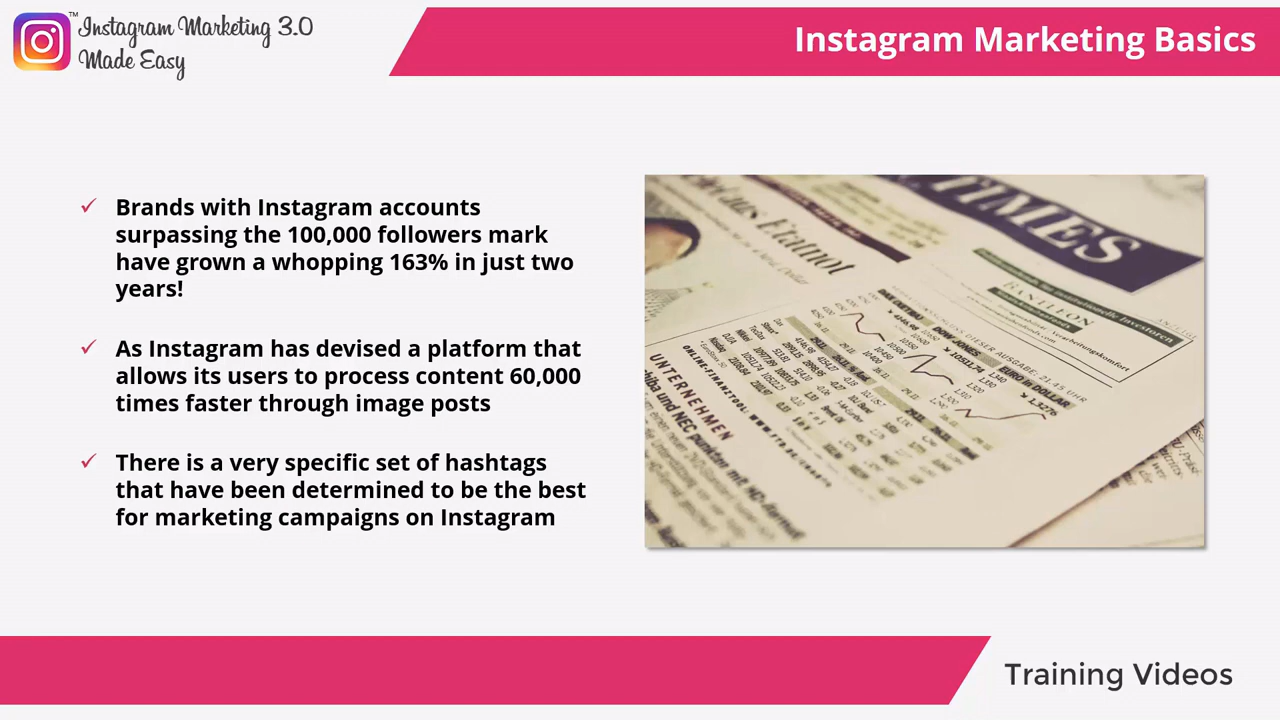 Instagram Marketing 3.0
™
Made Easy
Instagram Marketing Basics
Brands with Instagram accounts
surpassing the 100,000 followers mark
have grown a whopping 163% in just two
years!
As Instagram has devised a platform that
allows its users to process content 60,000
times faster through image posts
There is a very specific set of hashtags
that have been determined to be the best
for marketing campaigns on Instagram
TIMES
BANTLEON
DOW JONES
EURO in DOLLAR
UNTERNEHMEN
Training Videos